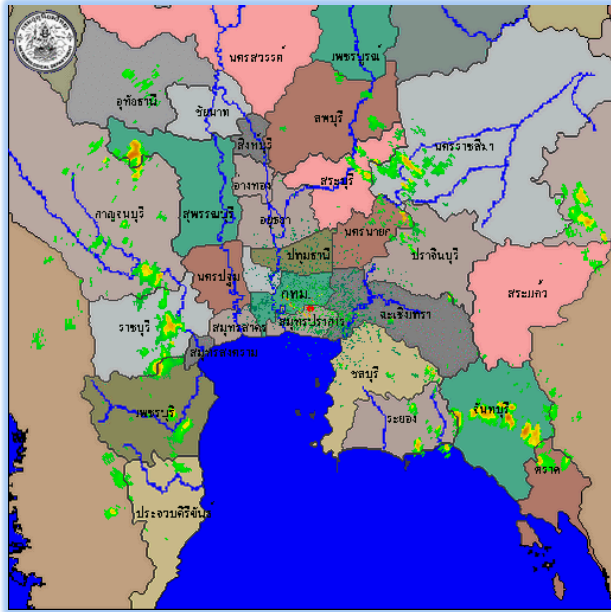 นครสวรรค์
เพชรบูรณ์
อุทัยธานี
ชัยนาท
ลพบุรี
สิงห์บุรี
นครราชสีมา
สระบุรี
อ่างทอง
กาญจนบุรี
สุพรรณบุรี
อยุธยา
นครนายก
ปราจีนบุรี
ปทุมธานี
นครปฐม
กทม.
สระแก้ว
ราชบุรี
สมุทรสาคร
สมุทรปราการ
ฉะเชิงเทรา
สมุทรสงคราม
ชลบุรี
เพชรบุรี
ระยอง
จันทบุรี
ตราด
ประจวบคีรีขันธ์